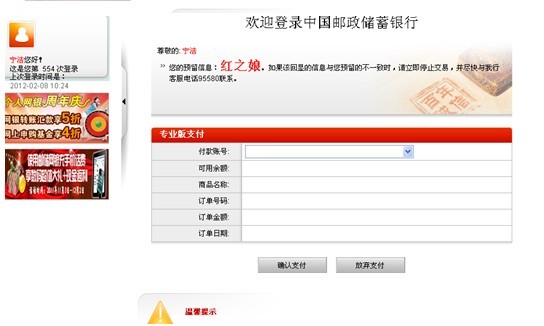 宁洁您好!
这是您第 554 次登录
上次登录时间是:
2012-02-08 10:24
个人网银 周年庆
网银转账汇款享5折
网上申购基金享4折
欢迎登录中国邮政储蓄银行
尊敬的: 宁洁
» 您的预留信息：红之娘。如果该回显的信息与您预留的不一致时，请立即停止交易，并尽快与我行
客服电话95580联系。
专业版支付
付款账号:
可用余额:
商品名称:
订单号码:
订单金额:
订单日期:
确认支付 放弃支付
温馨提示